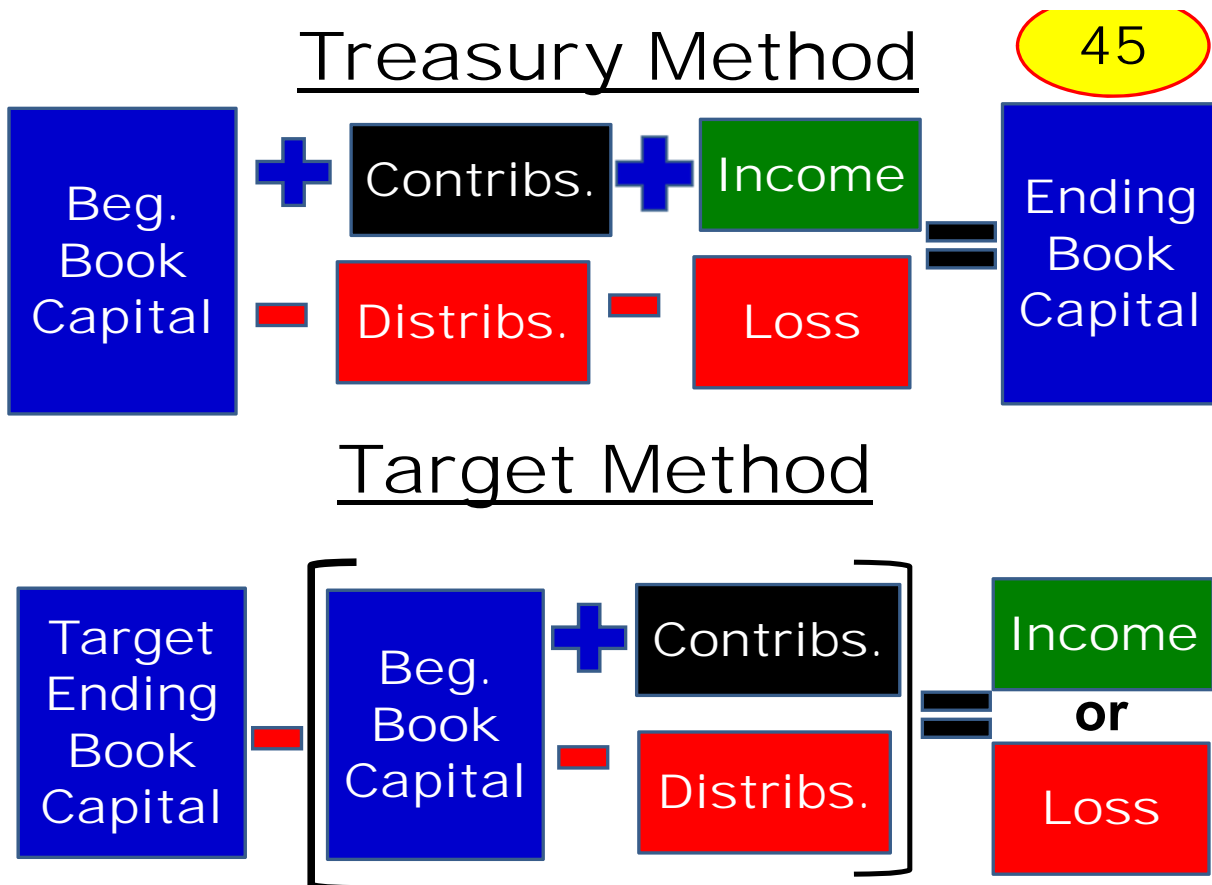 Treasury Method
45
Beg.
Book
Capital
Contribs.
Income
Distribs.
Loss
Ending
Book
Capital
Target Method
Target
Ending
Book
Capital
Beg.
Book
Capital
Contribs.
Distribs.
Income
or
Loss